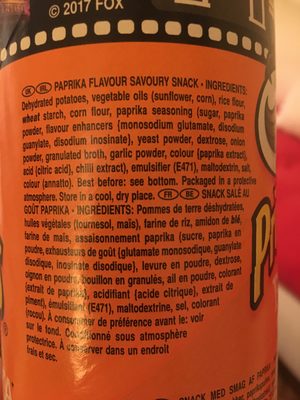 © 2017 FOX
UK IRL PAPRIKA FLAVOUR SAVOURY SNACK • INGREDIENTS:
Dehydrated potatoes, vegetable oils (sunflower, corn), rice flour,
wheat starch, corn flour, paprika seasoning (sugar, paprika
powder, flavour enhancers {monosodium glutamate, disodium
guanylate, disodium inosinate}, yeast powder, dextrose, onion
powder, granulated broth, garlic powder, colour {paprika extract},
acid {citric acid}, chilli extract), emulsifier (E471), maltodextrin, salt,
colour (annatto). Best before: see bottom. Packaged in a protective
atmosphere. Store in a cool, dry place. FR BE SNACK SALÉ AU
GOÛT PAPRIKA • INGRÉDIENTS: Pommes de terre déshydratées,
huiles végétales (tournesol, maïs), farine de riz, amidon de blé,
farine de maïs, assaisonnement paprika (sucre, paprika en
poudre, exhausteurs de goût {glutamate monosodique, guanylate
disodique, inosinate disodique}, levure en poudre, dextrose,
oignon en poudre, bouillon en granulés, ail en poudre, colorant
{extrait de paprika}, acidifiant {acide citrique}, extrait de
piment), émulsifiant (E471), maltodextrine, sel, colorant
(rocou). À consommer de préférence avant le: voir
sur le fond. Conditionné sous atmosphère
protectrice. À conserver dans un endroit
frais et sec.
SNACK MED SMAG AF PAPRIKA